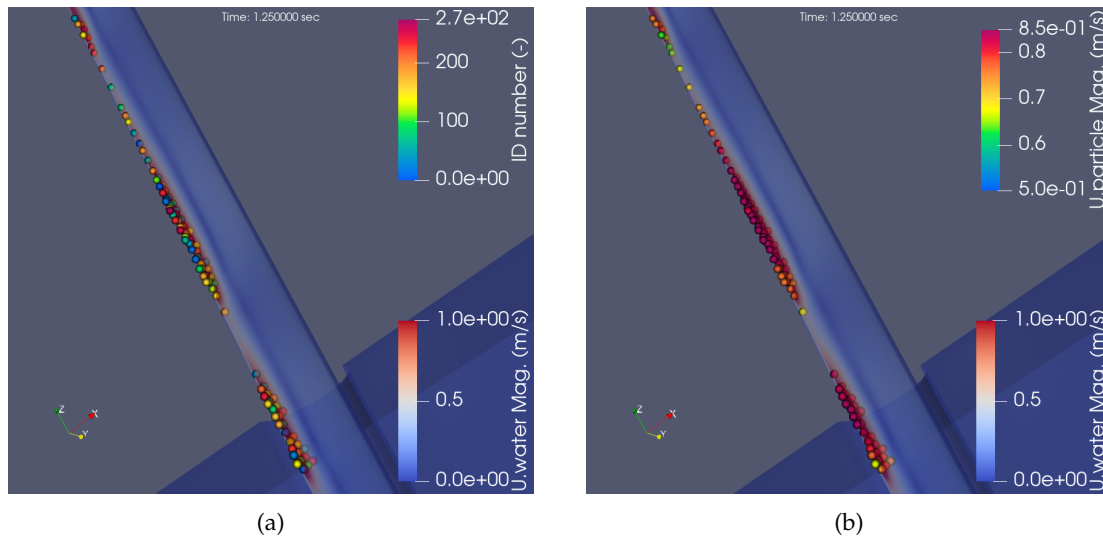 Time: 1.250000 sec
2.7e+02
200
100
0.0e+00
ID number (-)
1.0e+00
0.5
0.0e+00
U.water Mag. (m/s)
Z
X
Y
(a)
Time: 1.250000 sec
8.5e-01
0.8
0.7
0.6
5.0e-01
U.particle Mag. (m/s)
1.0e+00
0.5
0.0e+00
U.water Mag. (m/s)
Z
X
Y
(b)